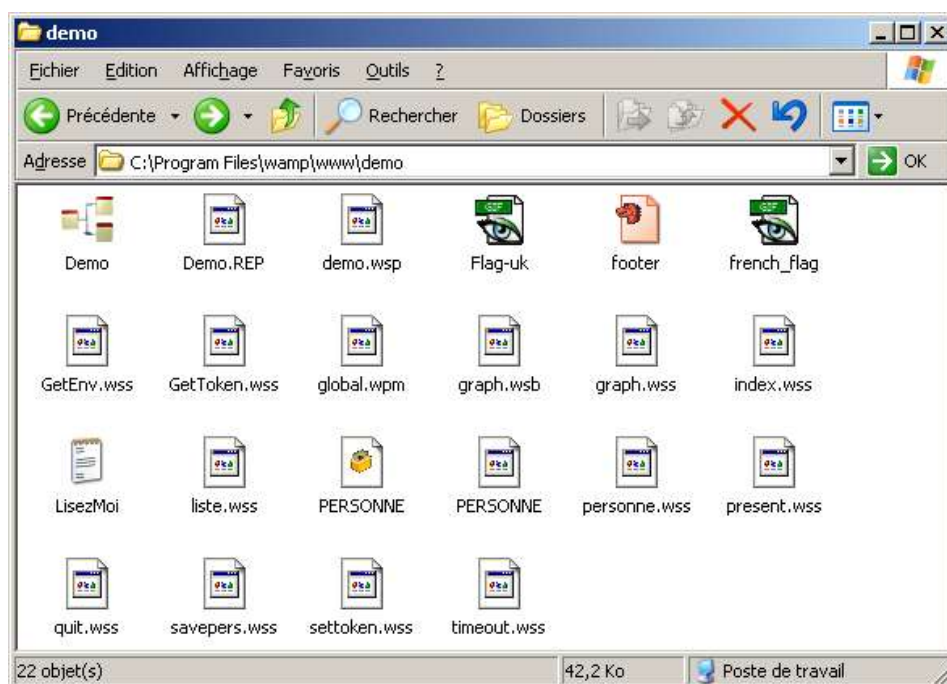 demo
Fichier Edition Affichage Favoris Outils ?
Précédente Rechercher Dossiers
Adresse C:\Program Files\wamp\www\demo OK
Demo Demo.REP demo.wsp Flag-uk footer french_flag
GetEnv.wss GetToken.wss global.wpm graph.wsb graph.wss index.wss
LisezMoi liste.wss PERSONNE PERSONNE personne.wss present.wss
quit.wss savepers.wss settoken.wss timeout.wss
22 objet(s) 42,2 Ko Poste de travail